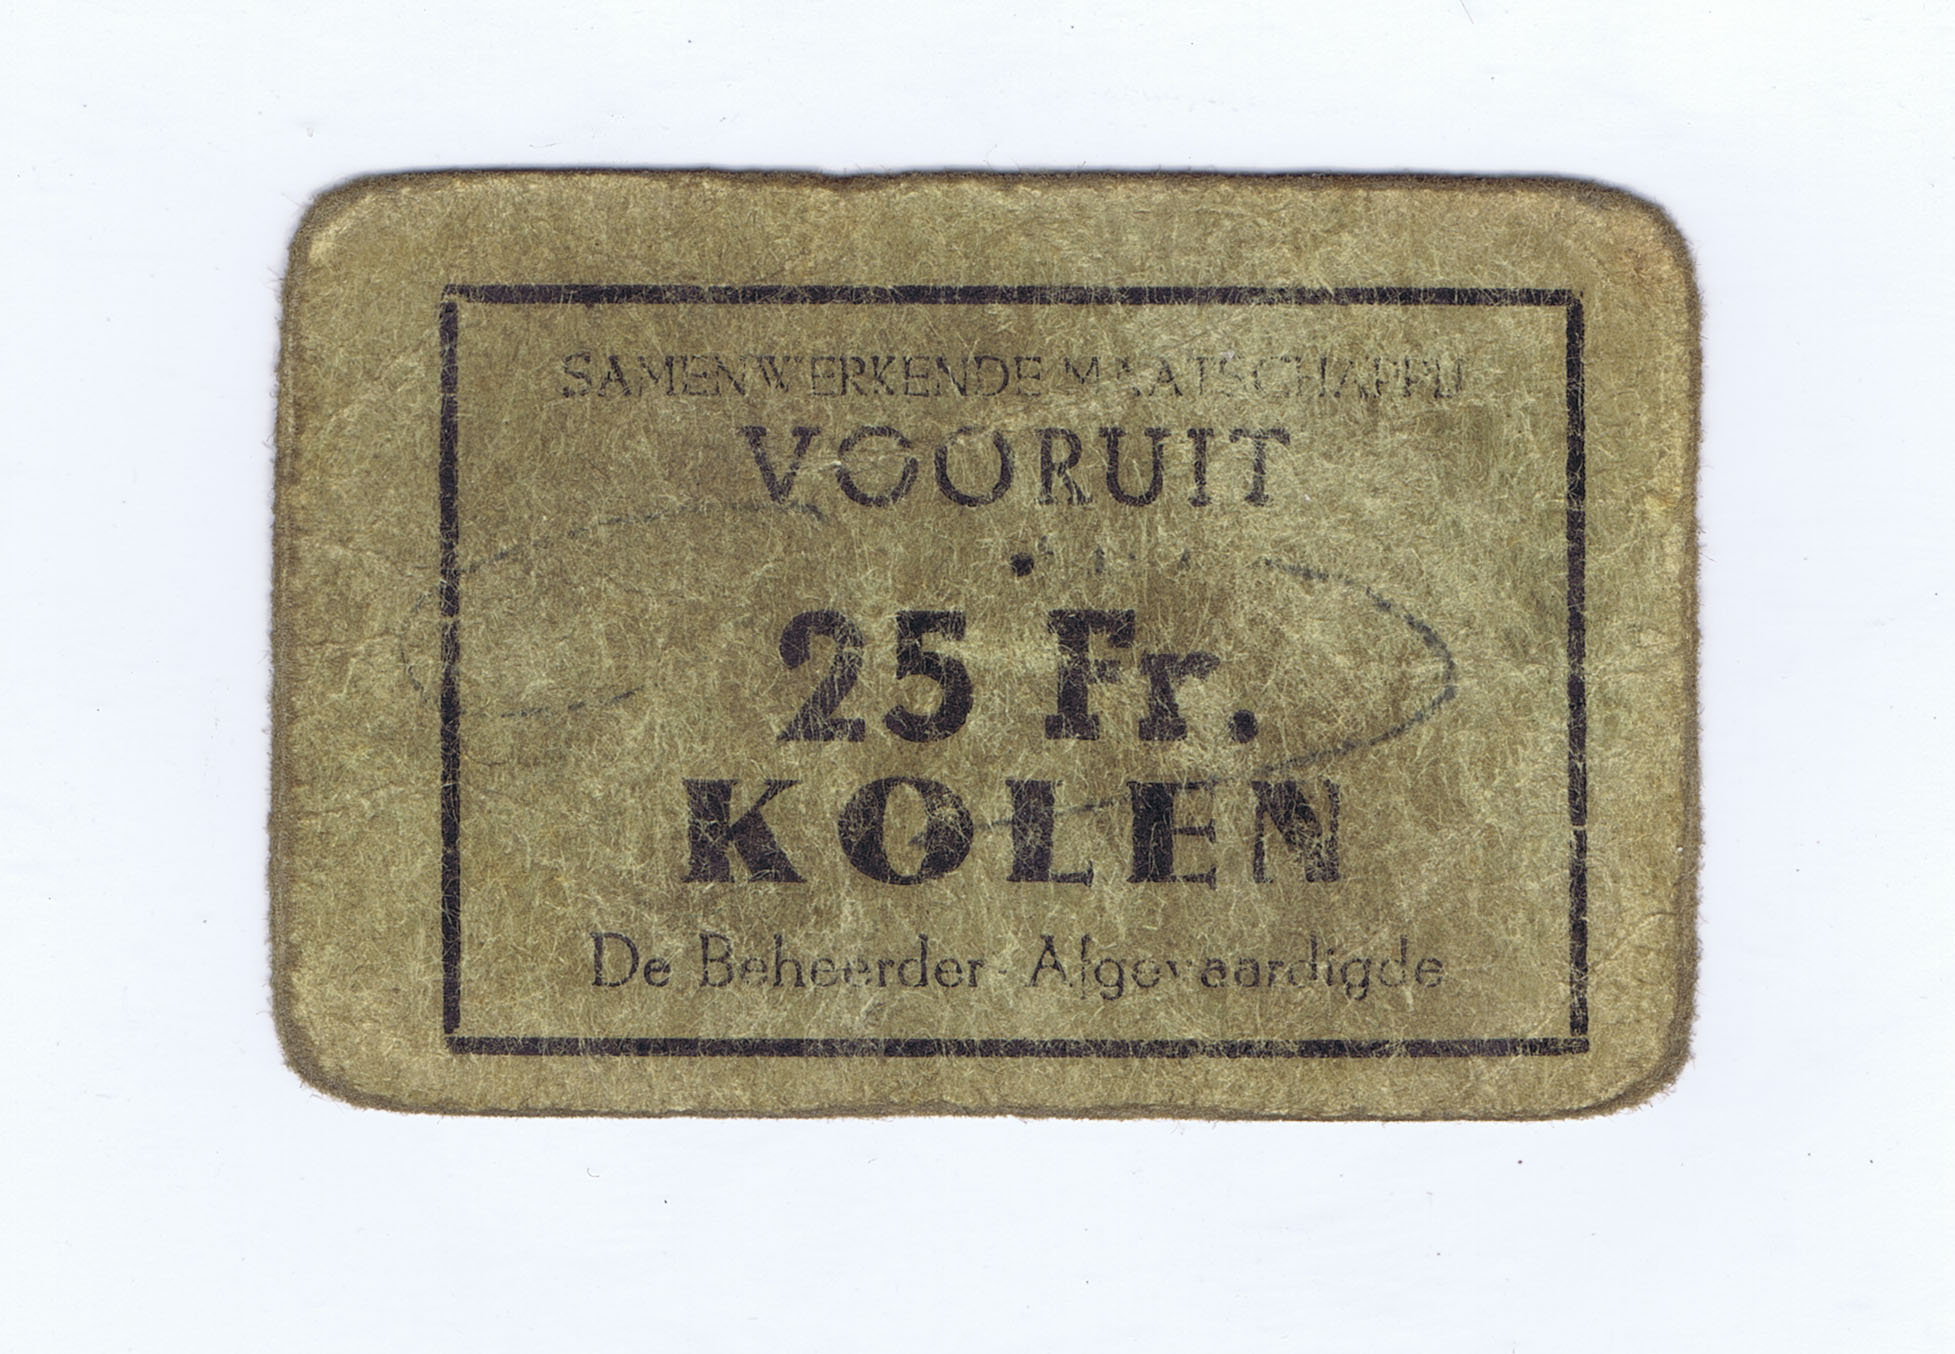 SAMENWERKENDE MAATSCHAPPIJ
VOORUIT
25 Fr.
KOLEN
De Beheerder-Afgevaardigde